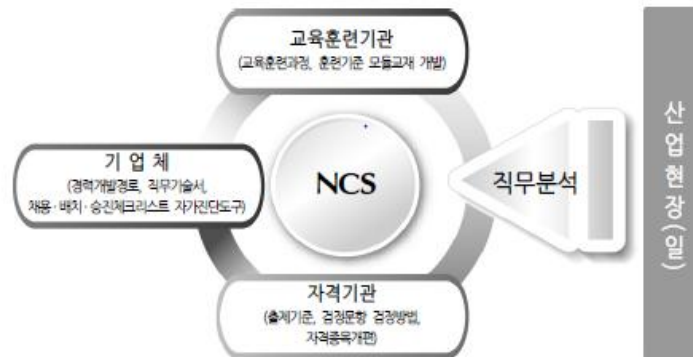 교육훈련기관
(교육훈련과정, 훈련기준 모듈교재 개발)
기 업 체
(경력개발경로, 직무기술서,
채용·배치·승진체크리스트 자가진단도구)
NCS
직무분석
산업현장(일)
자격기관
(출제기준, 검정문항 검정방법,
자격종목개편)